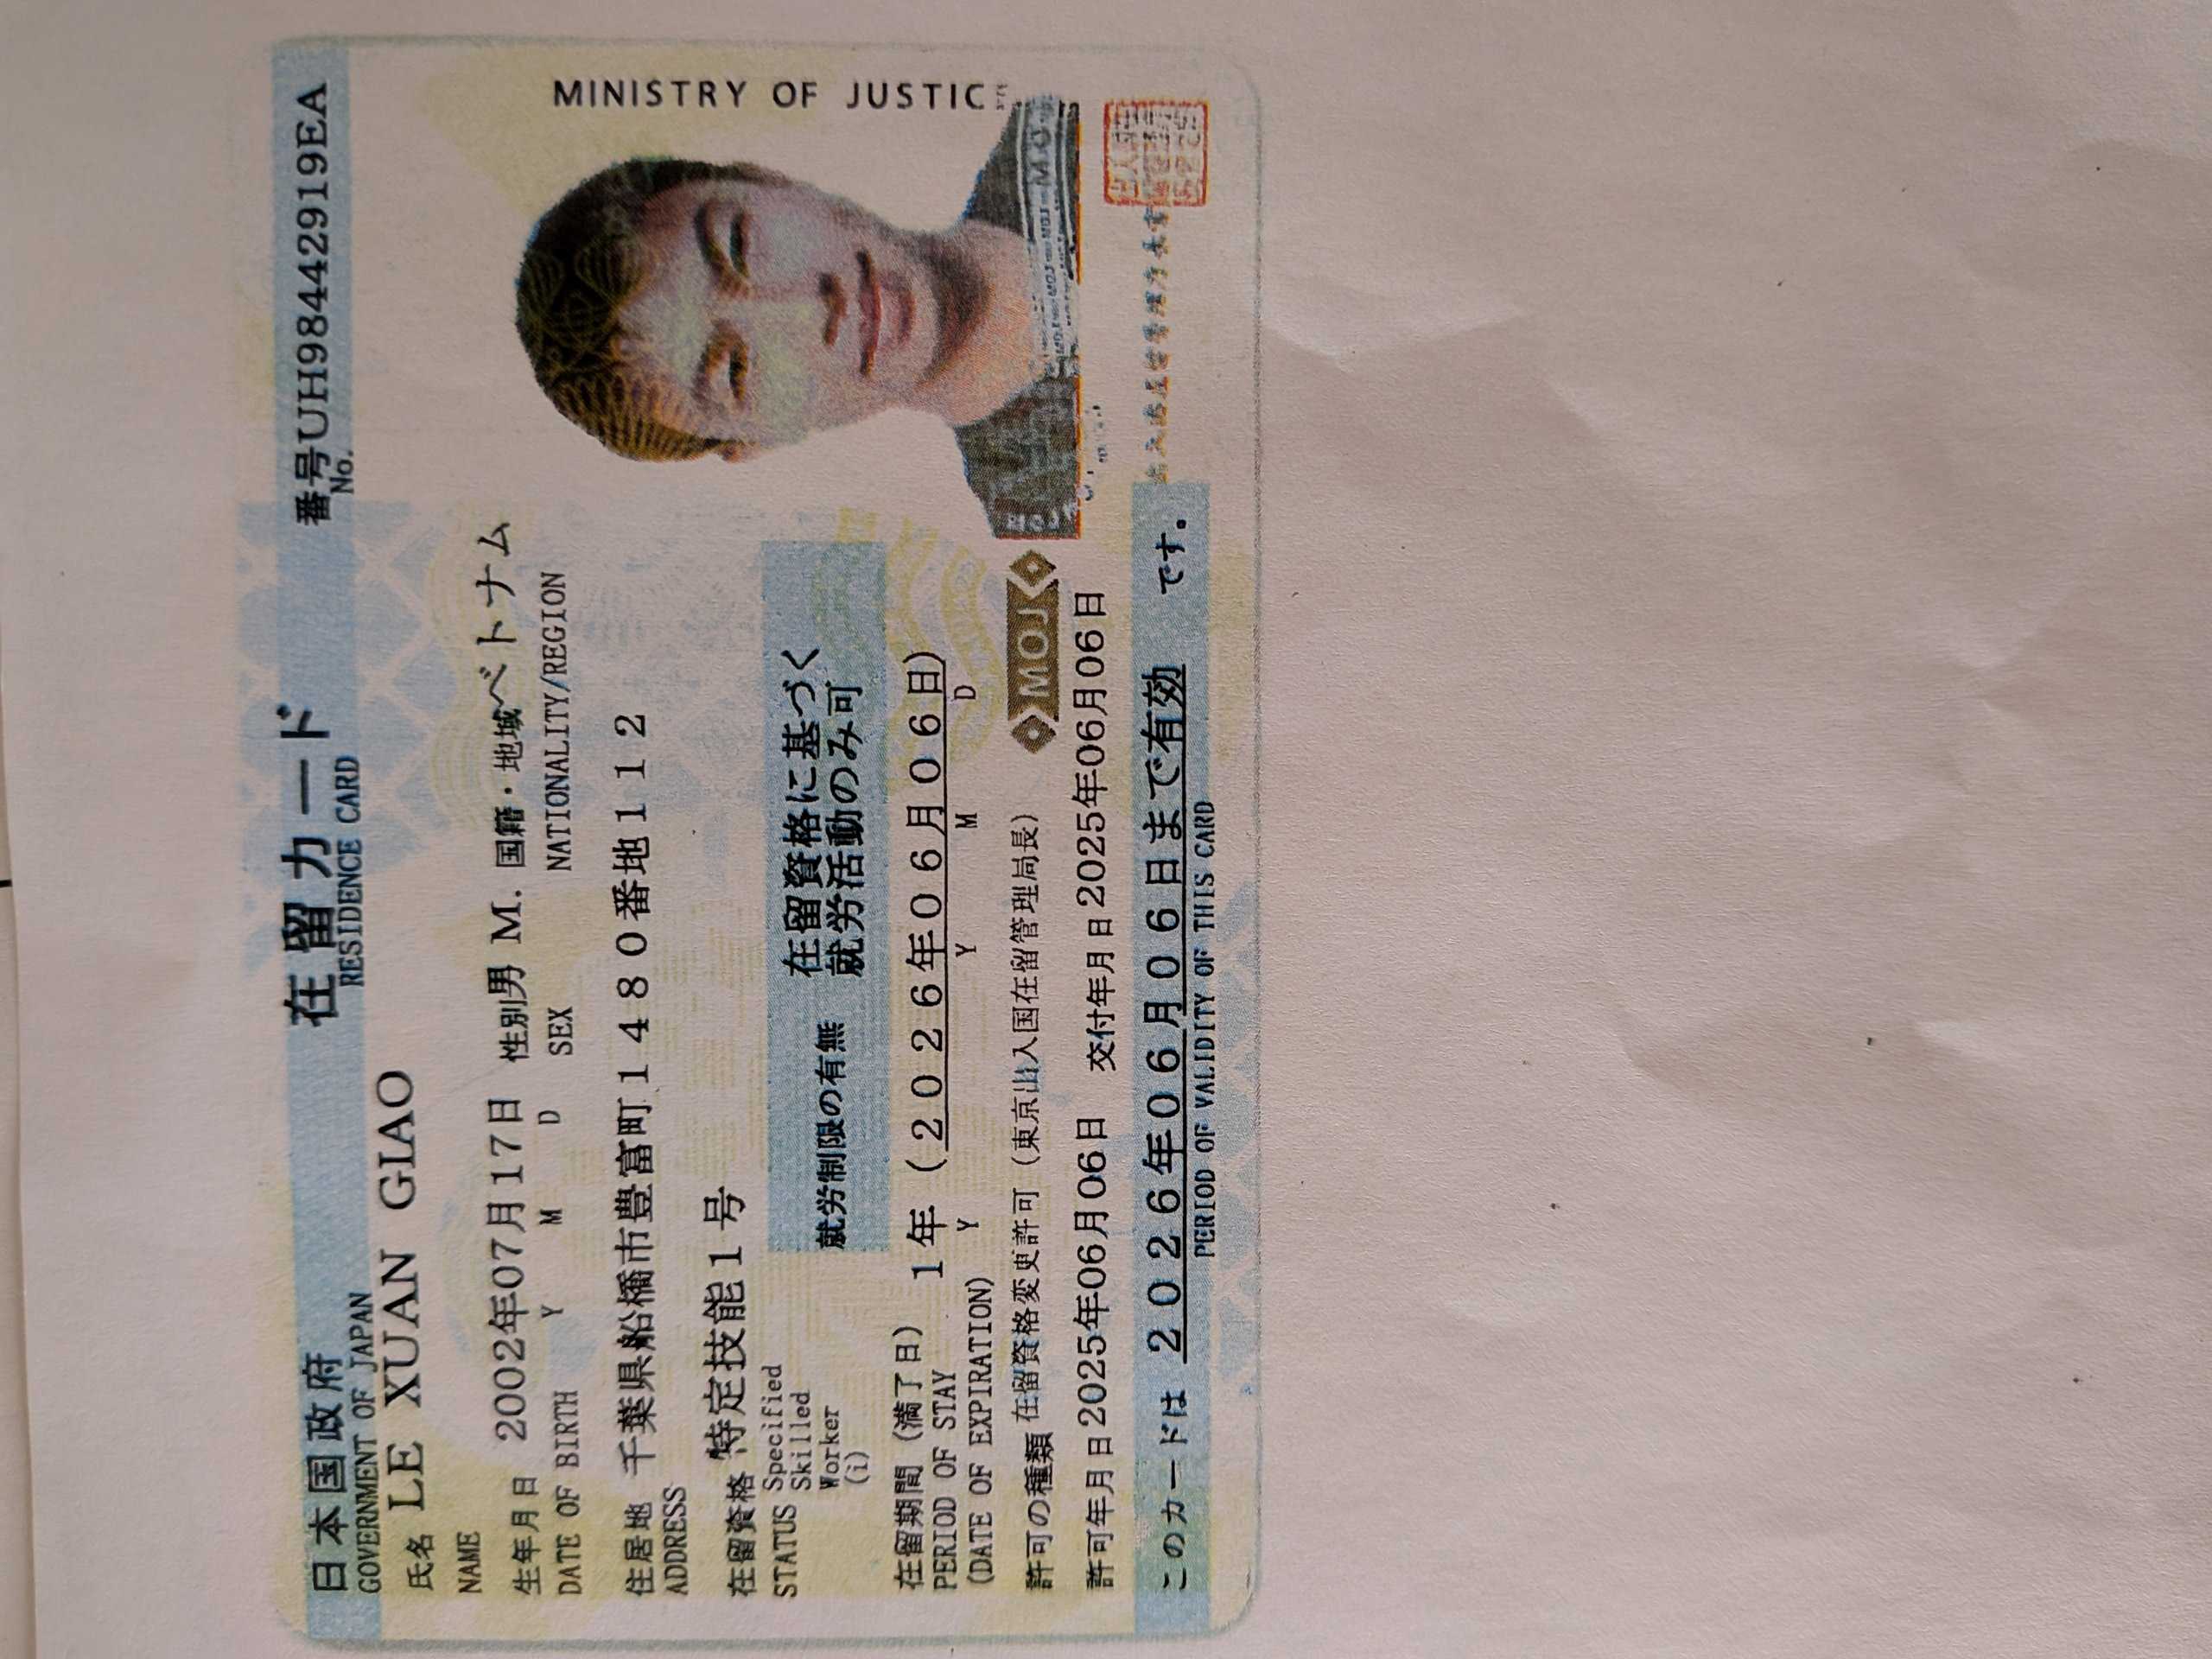 日本国政府 在留カード 番号UH98442919EA
GOVERNMENT OF JAPAN RESIDENCE CARD No.
氏名 LE XUAN GIAO
NAME
生年月日 2002年07月17日 性別男 M. 国籍・地域ベトナム
DATE OF BIRTH Y M D SEX NATIONALITY/REGION
住居地 千葉県船橋市豊富町1480番地112
ADDRESS
在留資格 特定技能1号
STATUS Specified
Skilled
Worker
(i)
就労制限の有無 在留資格に基づく
就労活動のみ可
在留期間(満了日) 1年(2026年06月06日)
PERIOD OF STAY Y Y M D
(DATE OF EXPIRATION)
許可の種類 在留資格変更許可(東京出入国在留管理局長)
許可年月日2025年06月06日 交付年月日2025年06月06日
このカードは 2026年06月06日まで有効 です。
PERIOD OF VALIDITY OF THIS CARD
MINISTRY OF JUSTICE
MOJ